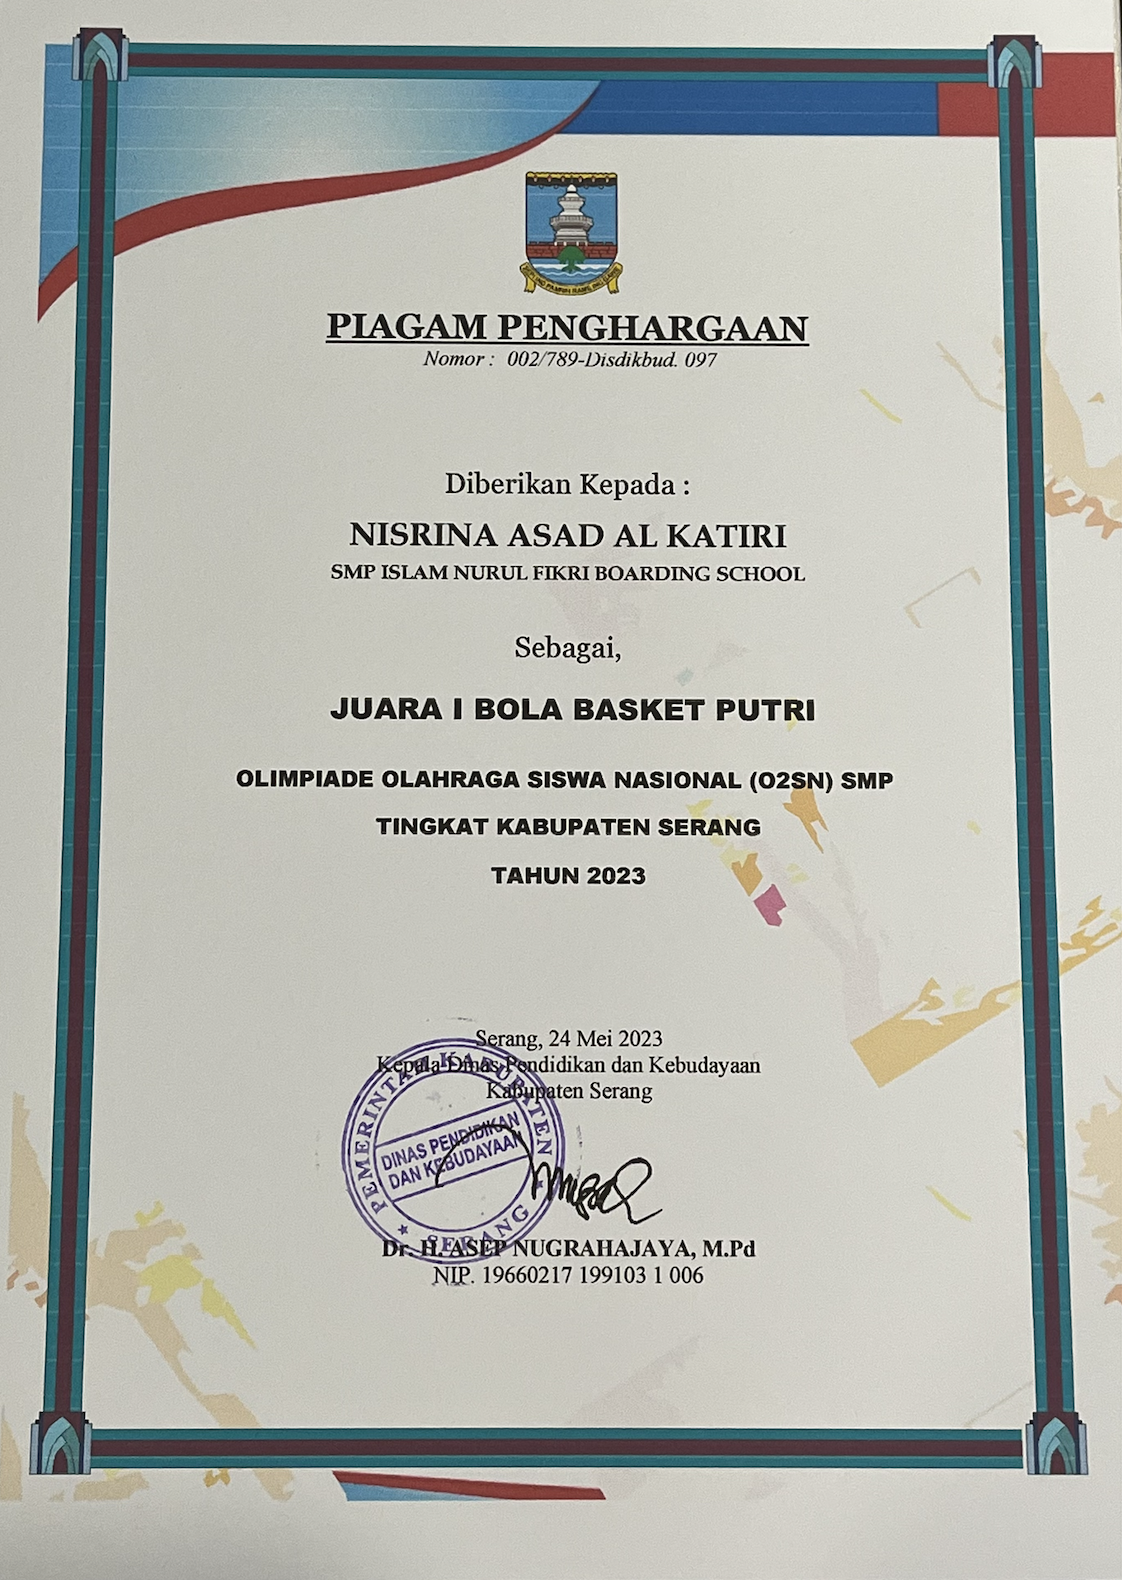 PIAGAM PENGHARGAAN
Nomor : 002/789-Disdikbud. 097
Diberikan Kepada :
NISRINA ASAD AL KATIRI
SMP ISLAM NURUL FIKRI BOARDING SCHOOL
Sebagai,
JUARA I BOLA BASKET PUTRI
OLIMPIADE OLAHRAGA SISWA NASIONAL (O2SN) SMP
TINGKAT KABUPATEN SERANG
TAHUN 2023
Serang, 24 Mei 2023
Kepala Dinas Pendidikan dan Kebudayaan
Kabupaten Serang
PEMERINTAH KABUPATEN
DINAS PENDIDIKAN
DAN KEBUDAYAAN
★ SERANG ★
Dr. H. ASEP NUGRAHAJAYA, M.Pd
NIP. 19660217 199103 1 006